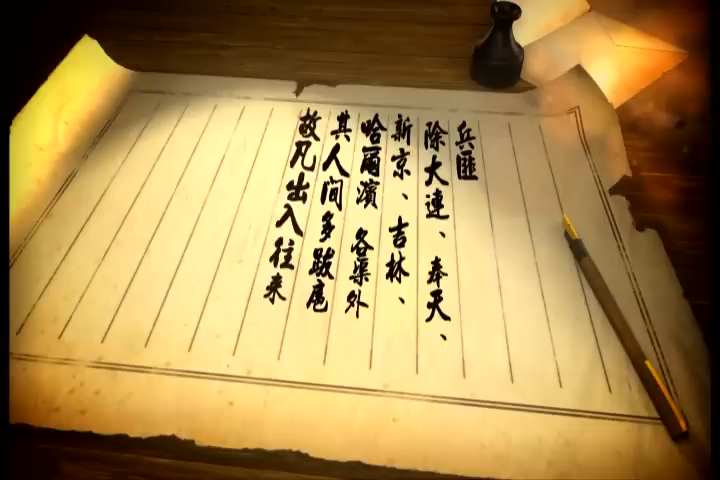 兵匪
除大連、奉天、
新京、吉林、
哈爾濱 各渠外
其人间多跋扈
故凡出入往来